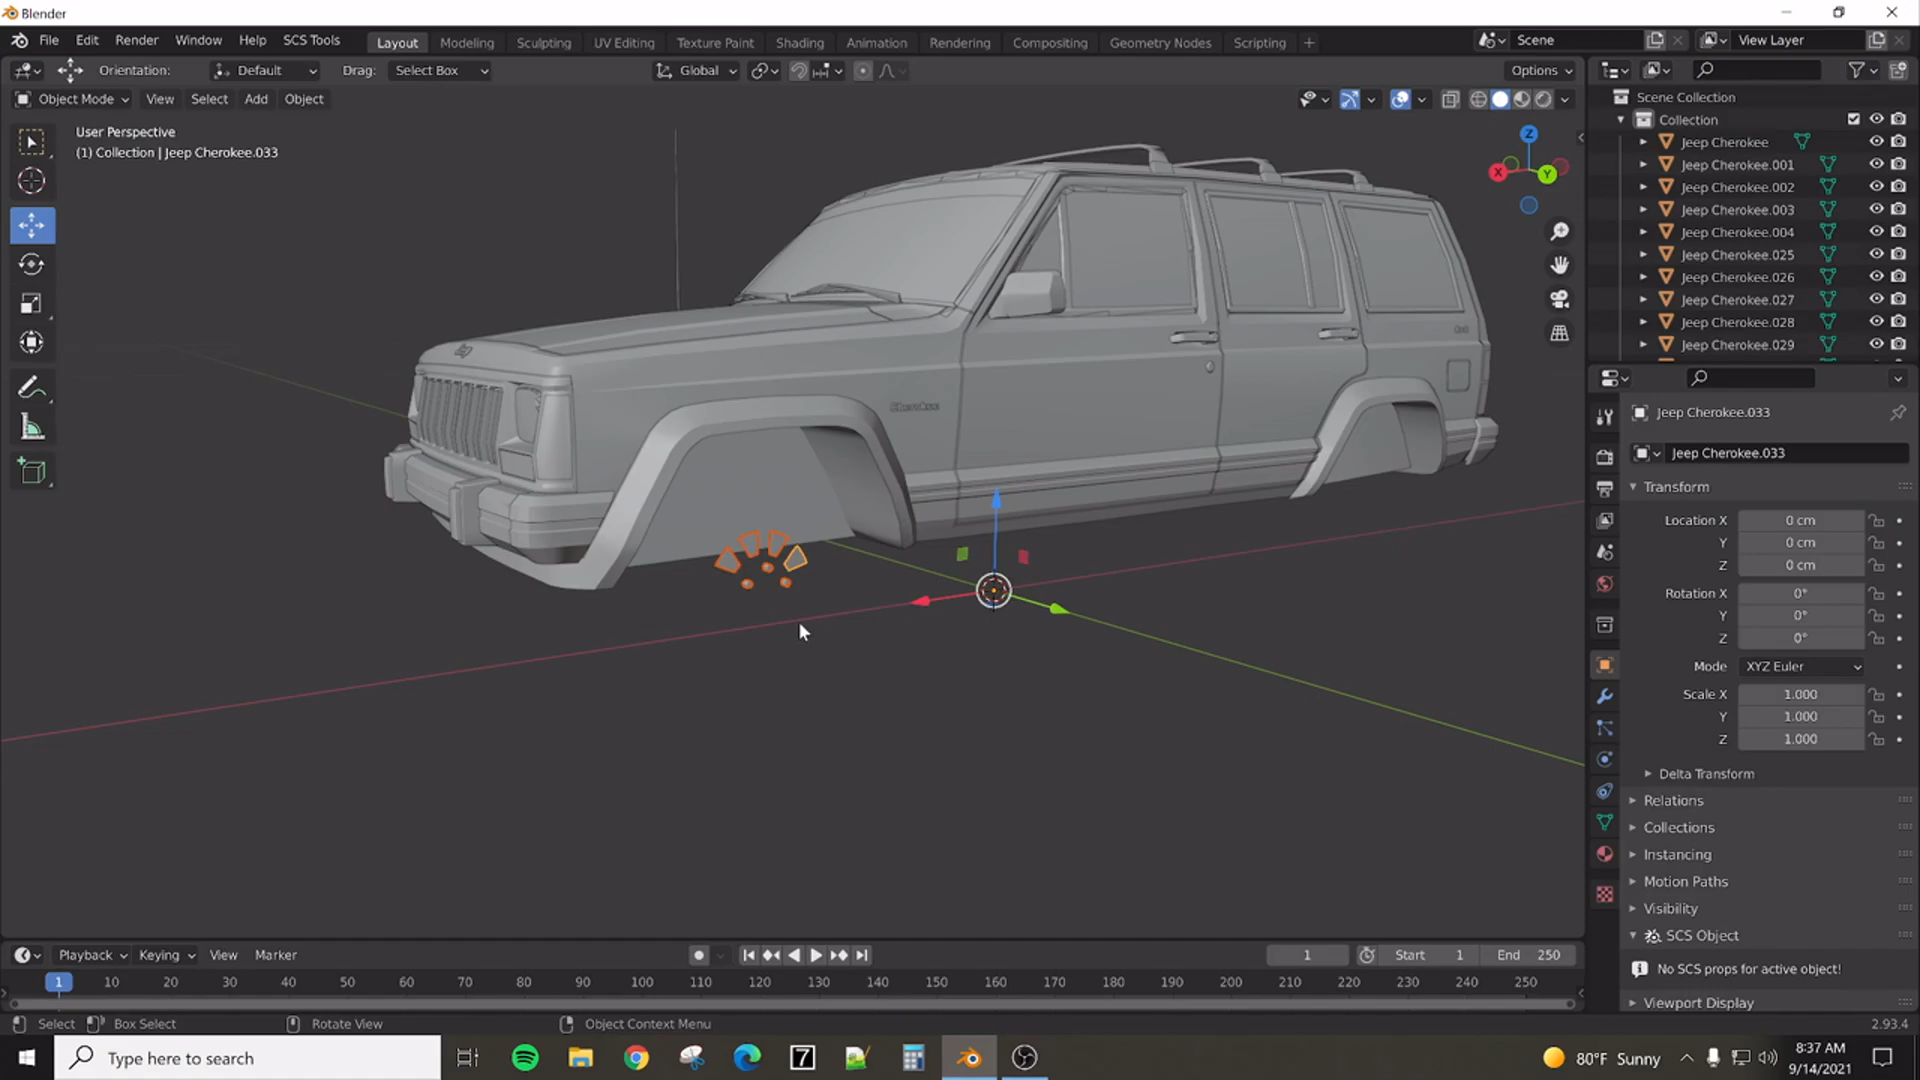 Blender
File Edit Render Window Help SCS Tools Layout Modeling Sculpting UV Editing Texture Paint Shading Animation Rendering Compositing Geometry Nodes Scripting + Scene View Layer
Orientation: Default Drag: Select Box Global Options
Object Mode View Select Add Object
User Perspective
(1) Collection | Jeep Cherokee.033
Z
X
Y
Jeep
Cherokee
4x4
Scene Collection
Collection
Jeep Cherokee
Jeep Cherokee.001
Jeep Cherokee.002
Jeep Cherokee.003
Jeep Cherokee.004
Jeep Cherokee.025
Jeep Cherokee.026
Jeep Cherokee.027
Jeep Cherokee.028
Jeep Cherokee.029
Jeep Cherokee.033
Jeep Cherokee.033
Transform
Location X 0 cm
Y 0 cm
Z 0 cm
Rotation X 0°
Y 0°
Z 0°
Mode XYZ Euler
Scale X 1.000
Y 1.000
Z 1.000
Delta Transform
Relations
Collections
Instancing
Motion Paths
Visibility
SCS Object
No SCS props for active object!
Viewport Display
Playback Keying View Marker 1 Start 1 End 250
1 10 20 30 40 50 60 70 80 90 100 110 120 130 140 150 160 170 180 190 200 210 220 230 240 250
Select Box Select Rotate View Object Context Menu 2.93.4
Type here to search 7 80°F Sunny 8:37 AM
9/14/2021